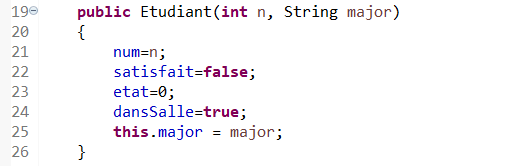 19 public Etudiant(int n, String major)
20 {
21 num=n;
22 satisfait=false;
23 etat=0;
24 dansSalle=true;
25 this.major = major;
26 }